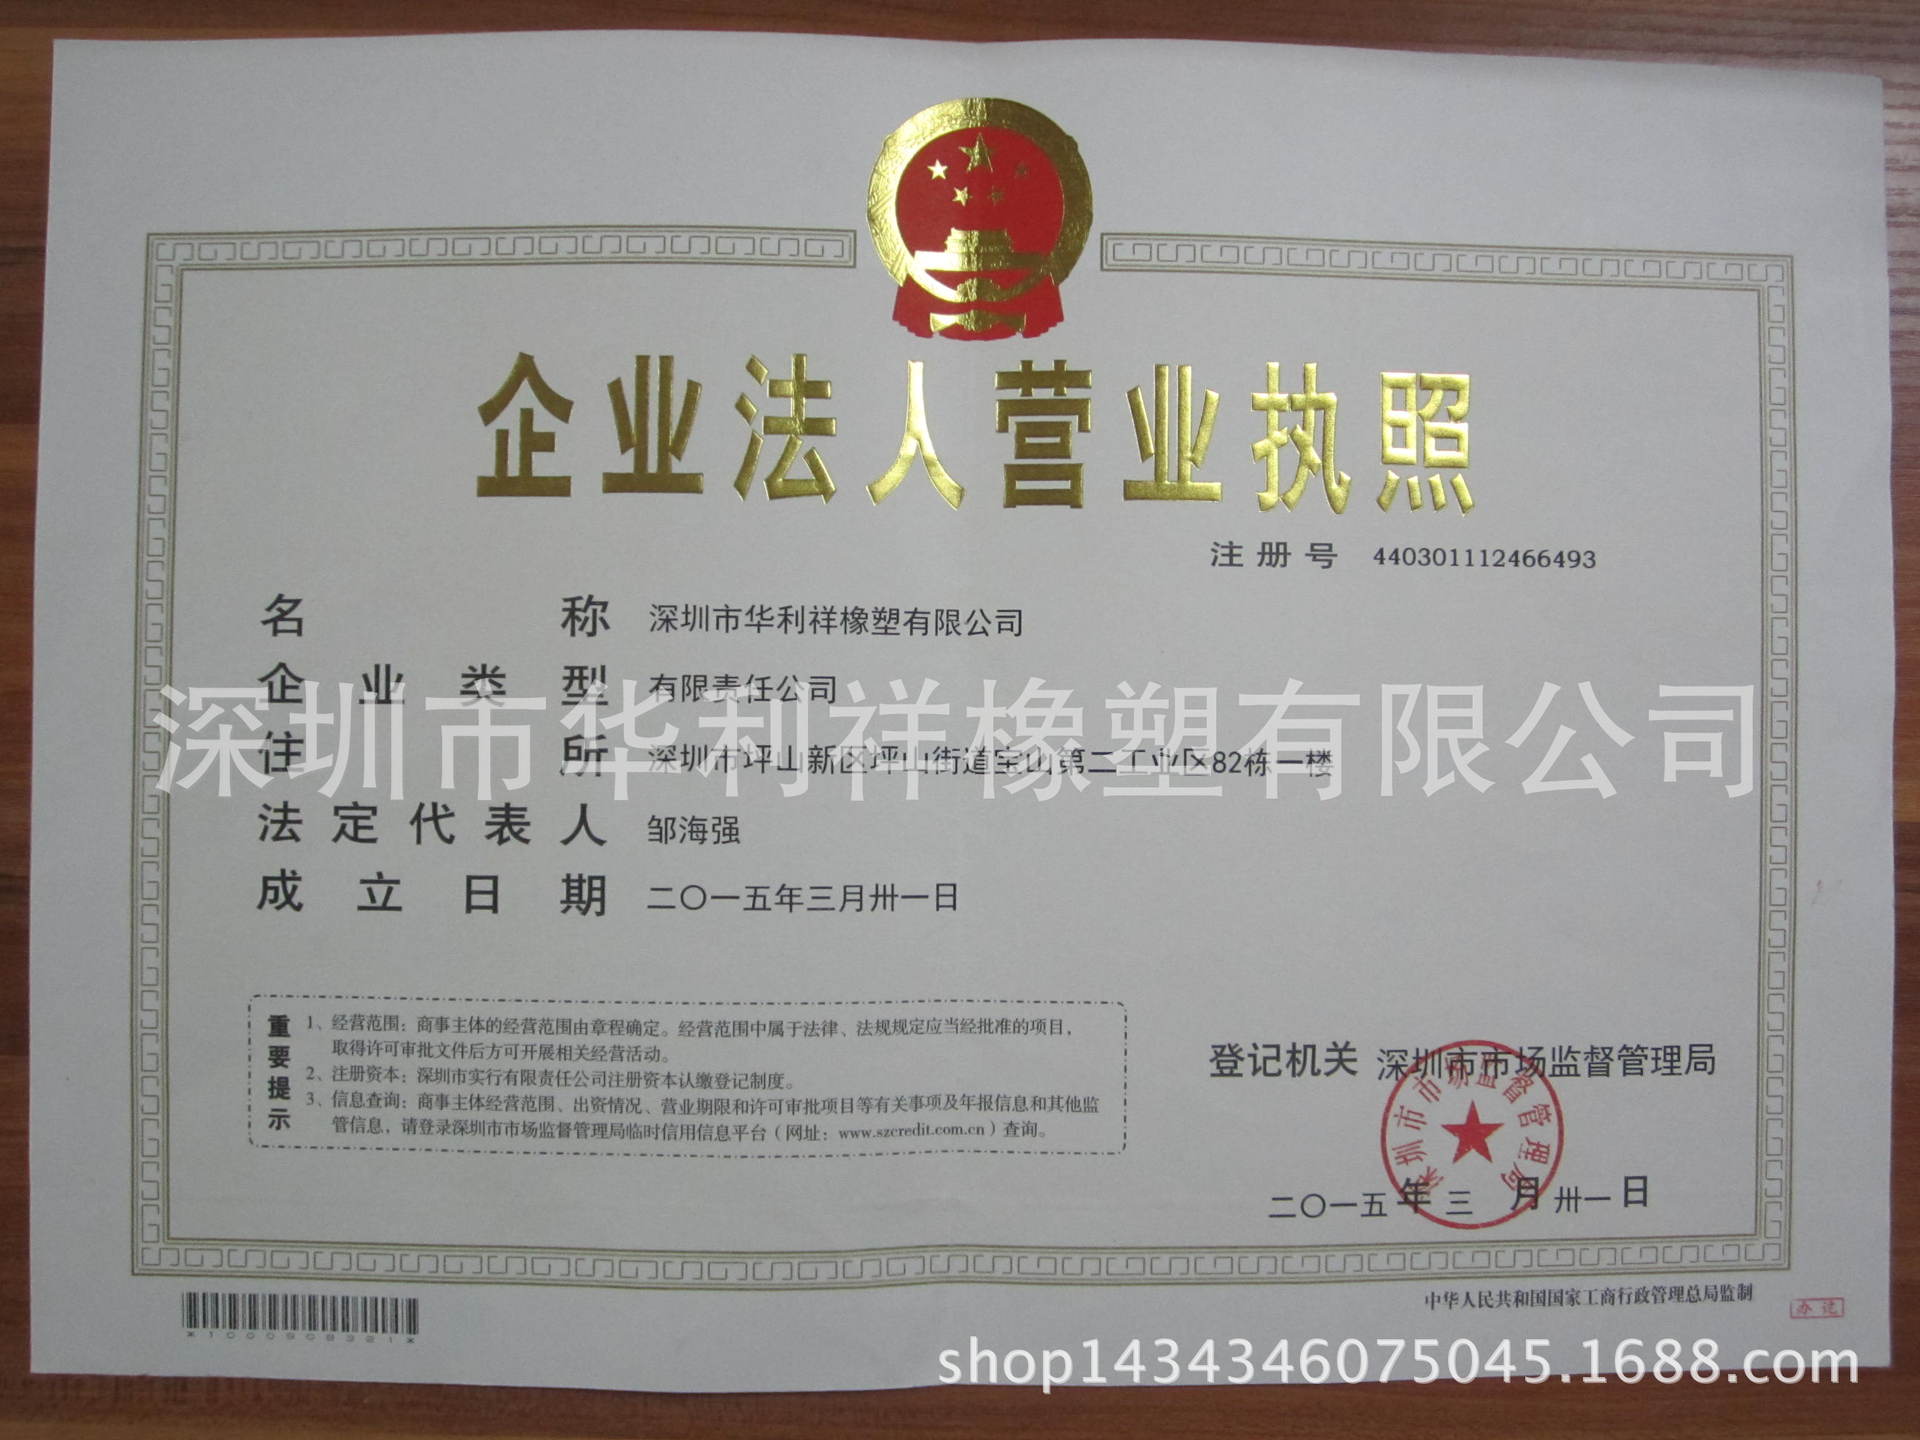 企业法人营业执照
注册号 440301112466493
名称 深圳市华利祥橡塑有限公司
企业类型 有限责任公司
深圳市华利祥橡塑有限公司
住所 深圳市坪山新区坪山街道宝山第二工业区82栋一楼
法定代表人 邹海强
成立日期 二〇一五年三月卅一日
重要提示
1、经营范围：商事主体的经营范围由章程确定。经营范围中属于法律、法规规定应当经批准的项目，
取得许可审批文件后方可开展相关经营活动。
2、注册资本：深圳市实行有限责任公司注册资本认缴登记制度。
3、信息查询：商事主体经营范围、出资情况、营业期限和许可审批项目等有关事项及年报信息和其他监
管信息，请登录深圳市市场监督管理局临时信用信息平台（网址：www.szcredit.com.cn）查询。
登记机关 深圳市市场监督管理局
深圳市市场监督管理局
二〇一五年三月卅一日
中华人民共和国国家工商行政管理总局监制
*1000908321*
shop1434346075045.1688.com